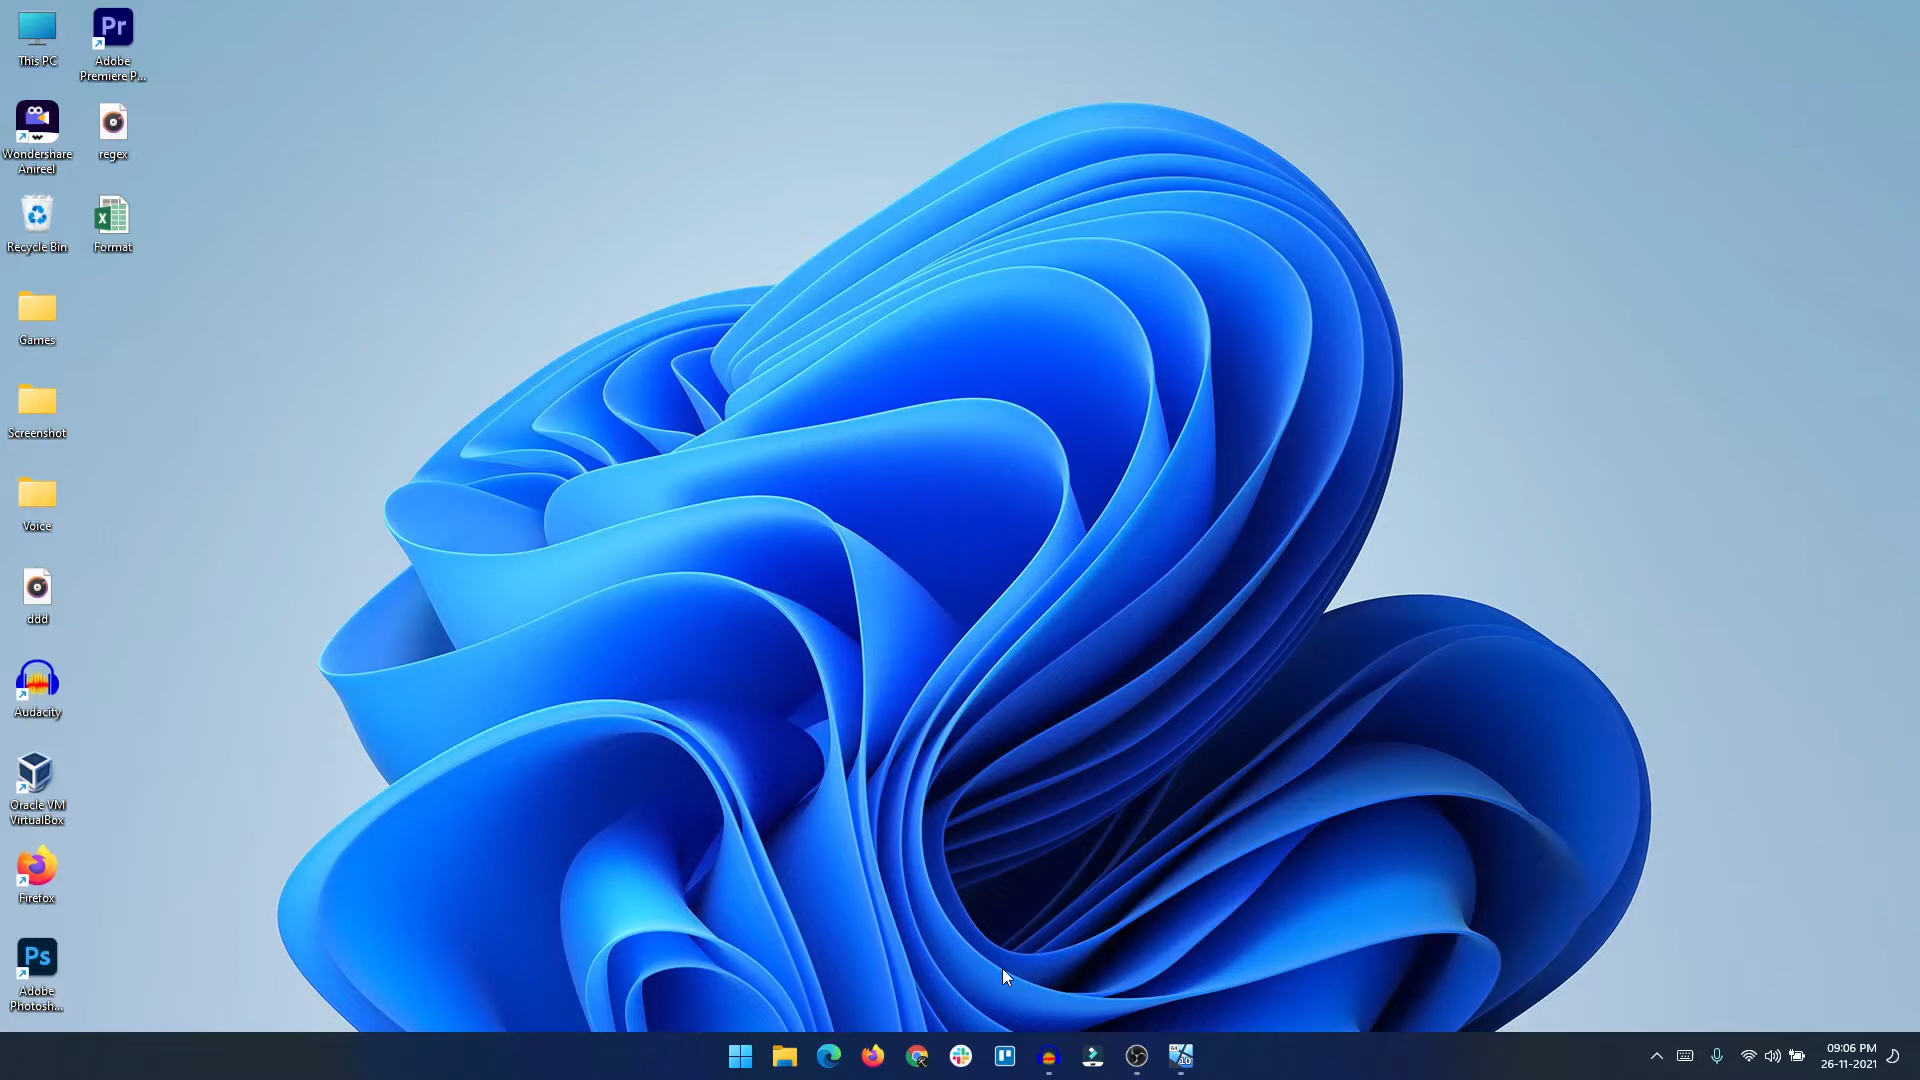 This PC
Pr
Adobe
Premiere P...
Wondershare
Anireel
regex
Recycle Bin
X
Format
Games
Screenshot
Voice
ddd
Audacity
Oracle VM
VirtualBox
Firefox
Ps
Adobe
Photosh...
09:06 PM
26-11-2021